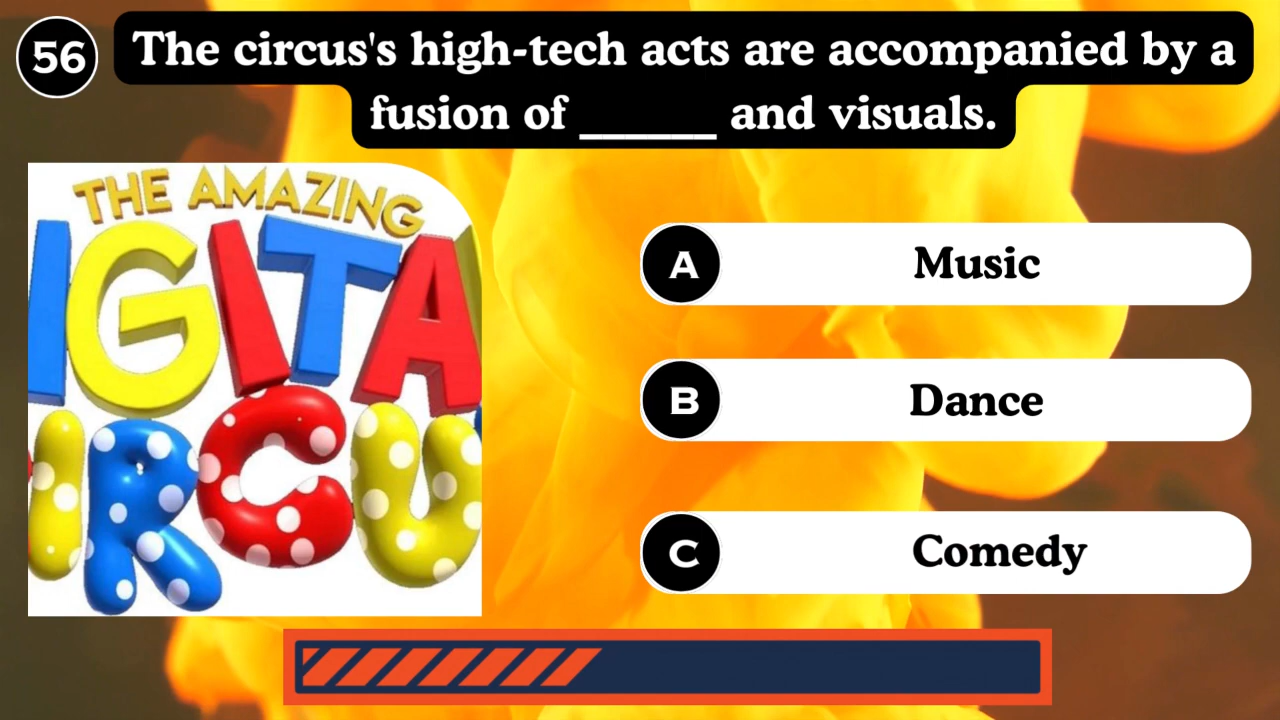 56
The circus's high-tech acts are accompanied by a
fusion of ______ and visuals.
THE AMAZING
IGITA
IRCU
A Music
B Dance
C Comedy